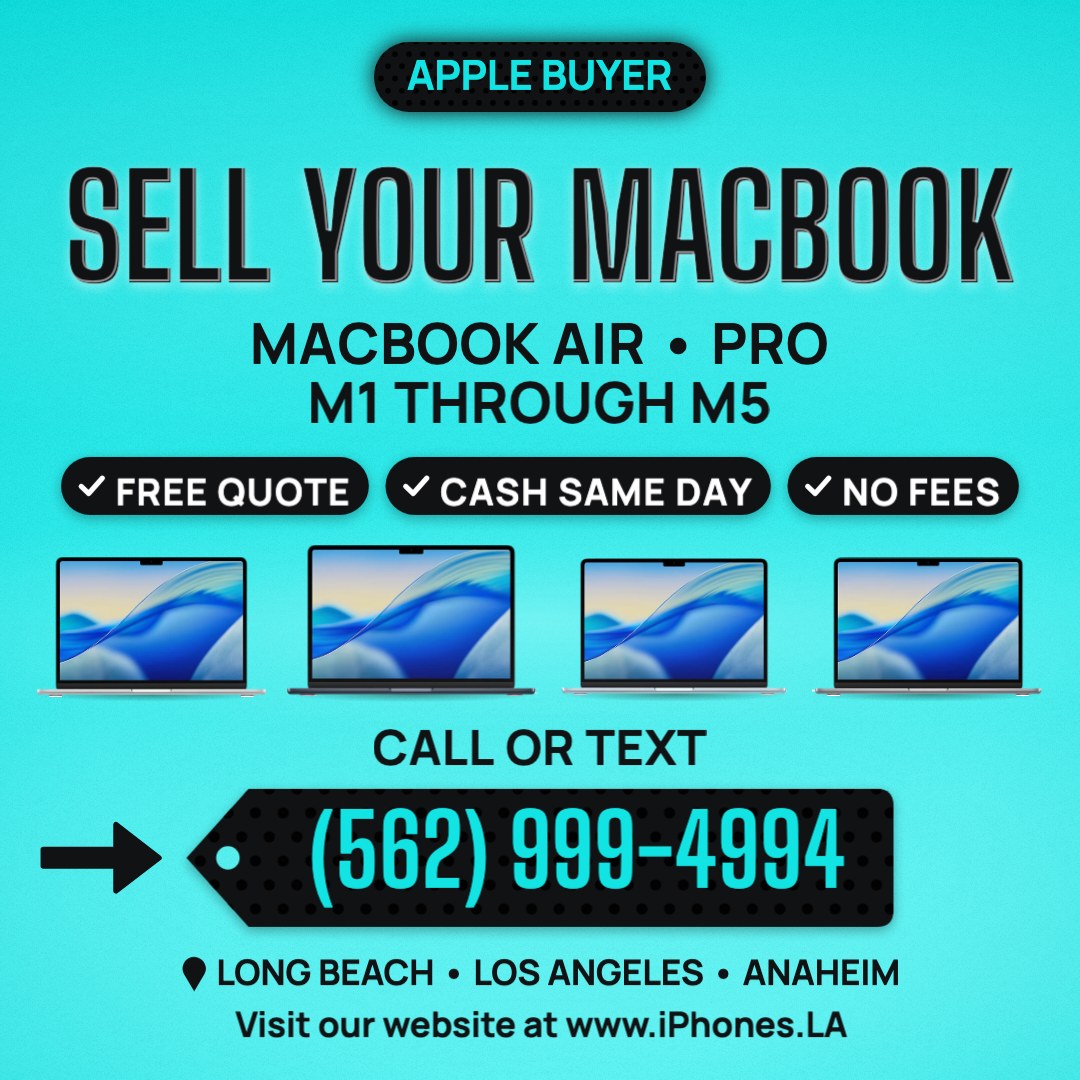 APPLE BUYER
SELL YOUR MACBOOK
MACBOOK AIR • PRO
M1 THROUGH M5
✓ FREE QUOTE ✓ CASH SAME DAY ✓ NO FEES
CALL OR TEXT
(562) 999-4994
LONG BEACH • LOS ANGELES • ANAHEIM
Visit our website at www.iPhones.LA